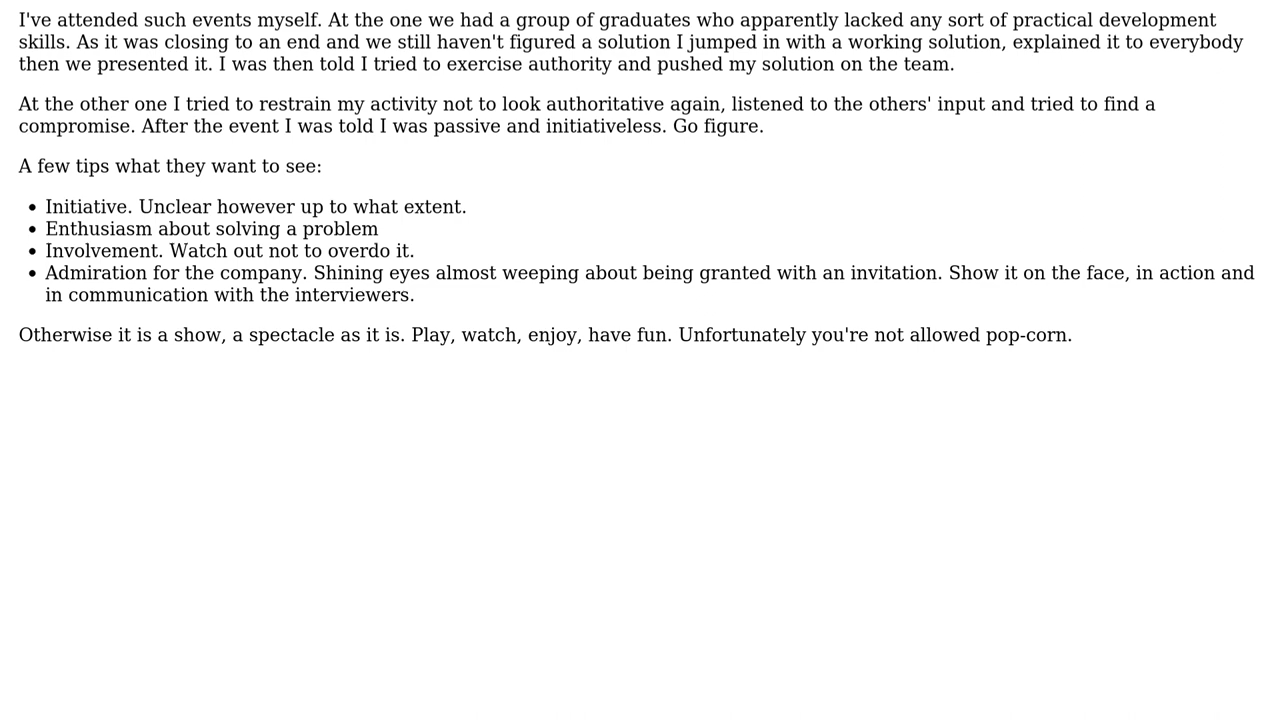 I've attended such events myself. At the one we had a group of graduates who apparently lacked any sort of practical development
skills. As it was closing to an end and we still haven't figured a solution I jumped in with a working solution, explained it to everybody
then we presented it. I was then told I tried to exercise authority and pushed my solution on the team.
At the other one I tried to restrain my activity not to look authoritative again, listened to the others' input and tried to find a
compromise. After the event I was told I was passive and initiativeless. Go figure.
A few tips what they want to see:
• Initiative. Unclear however up to what extent.
• Enthusiasm about solving a problem
• Involvement. Watch out not to overdo it.
• Admiration for the company. Shining eyes almost weeping about being granted with an invitation. Show it on the face, in action and
in communication with the interviewers.
Otherwise it is a show, a spectacle as it is. Play, watch, enjoy, have fun. Unfortunately you're not allowed pop-corn.